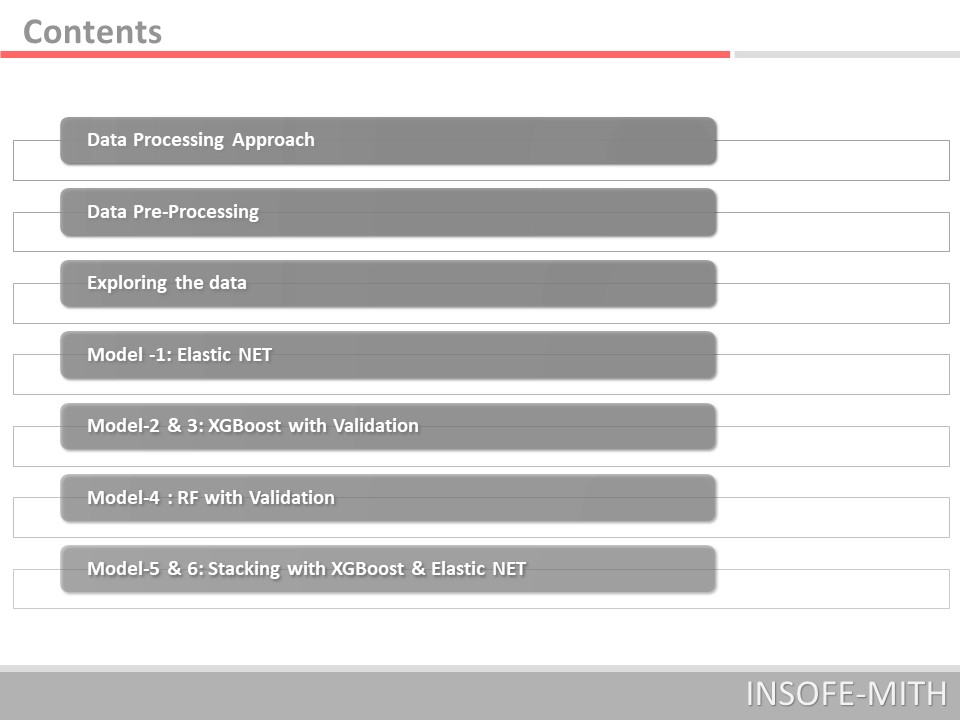 Contents
Data Processing Approach
Data Pre-Processing
Exploring the data
Model -1: Elastic NET
Model-2 & 3: XGBoost with Validation
Model-4 : RF with Validation
Model-5 & 6: Stacking with XGBoost & Elastic NET
INSOFE-MITH